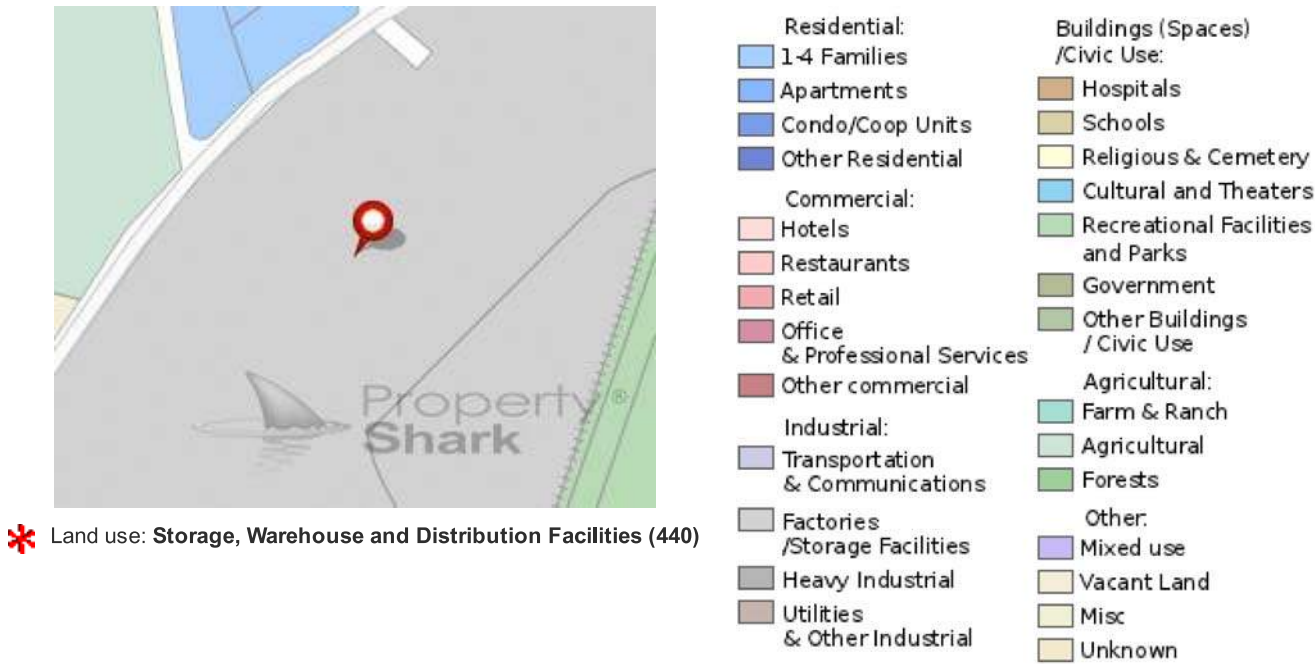 Property®
Shark
Land use: Storage, Warehouse and Distribution Facilities (440)
Residential:
1-4 Families
Apartments
Condo/Coop Units
Other Residential
Commercial:
Hotels
Restaurants
Retail
Office
& Professional Services
Other commercial
Industrial:
Transportation
& Communications
Factories
/Storage Facilities
Heavy Industrial
Utilities
& Other Industrial
Buildings (Spaces)
/Civic Use:
Hospitals
Schools
Religious & Cemetery
Cultural and Theaters
Recreational Facilities
and Parks
Government
Other Buildings
/ Civic Use
Agricultural:
Farm & Ranch
Agricultural
Forests
Other:
Mixed use
Vacant Land
Misc
Unknown